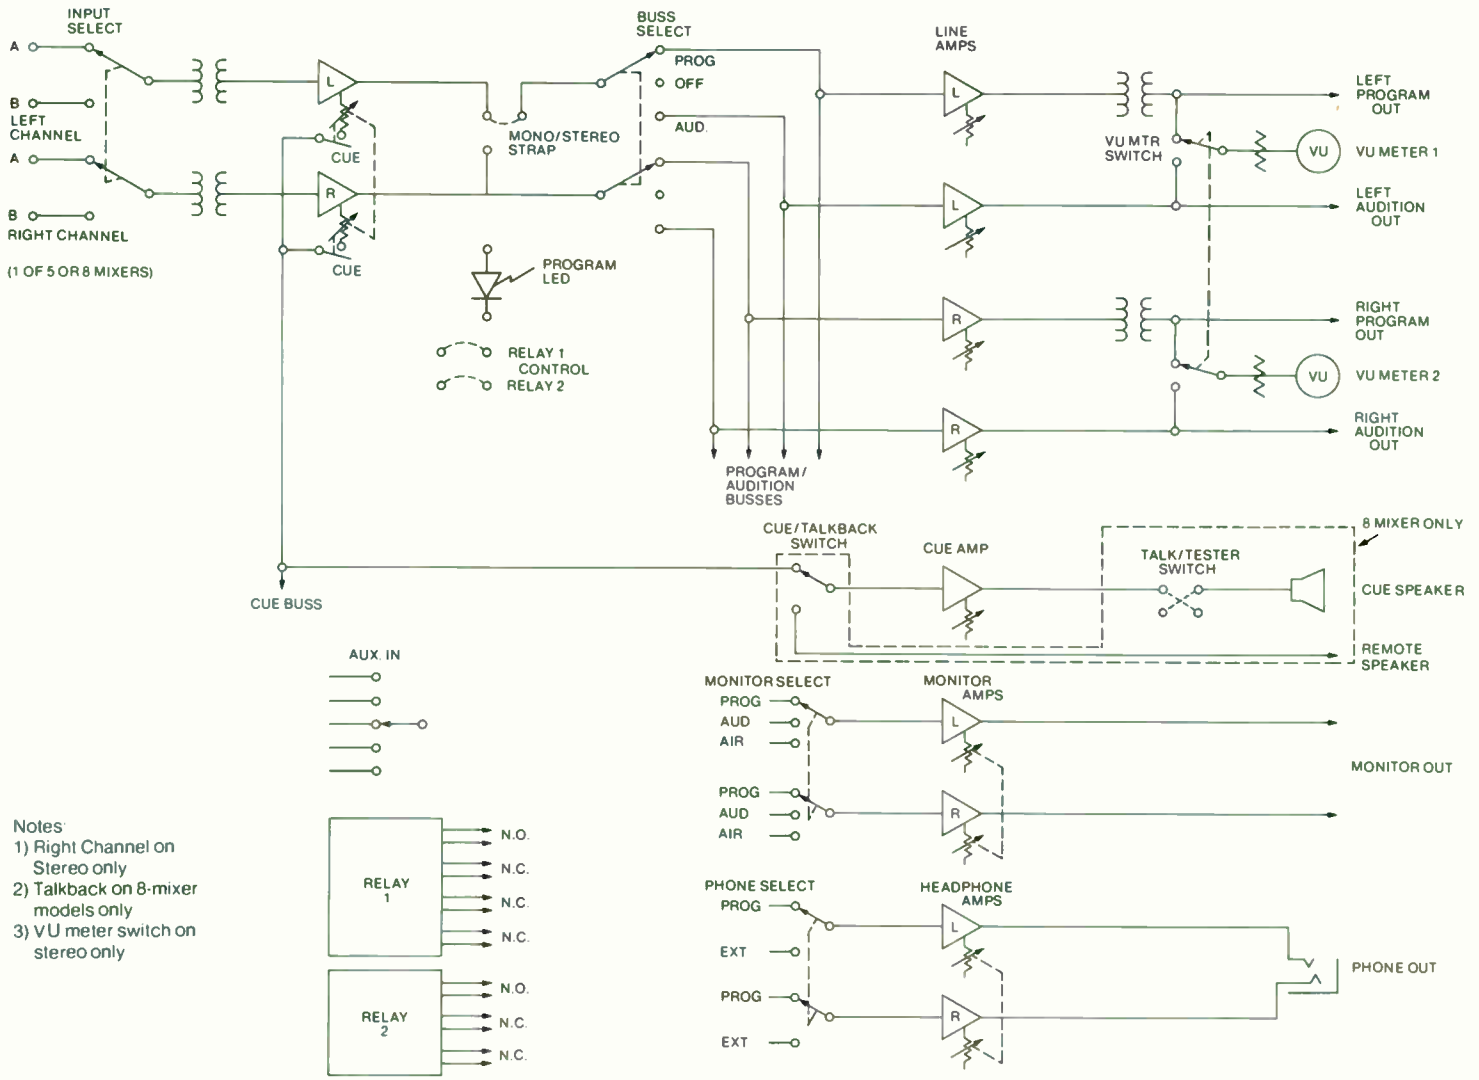 INPUT
SELECT
A
B
LEFT
CHANNEL
A
B
RIGHT CHANNEL
(1 OF 5 OR 8 MIXERS)
L
CUE
R
CUE
MONO/STEREO
STRAP
PROGRAM
LED
RELAY 1
CONTROL
RELAY 2
BUSS
SELECT
PROG
OFF
AUD.
LINE
AMPS
L
L
R
R
PROGRAM/
AUDITION
BUSSES
VU MTR
SWITCH
LEFT
PROGRAM
OUT
VU
VU METER 1
LEFT
AUDITION
OUT
RIGHT
PROGRAM
OUT
VU
VU METER 2
RIGHT
AUDITION
OUT
CUE BUSS
CUE/TALKBACK
SWITCH
CUE AMP
TALK/TESTER
SWITCH
8 MIXER ONLY
CUE SPEAKER
REMOTE
SPEAKER
AUX. IN
MONITOR SELECT
PROG
AUD
AIR
PROG
AUD
AIR
MONITOR
AMPS
L
R
MONITOR OUT
PHONE SELECT
PROG
EXT
PROG
EXT
HEADPHONE
AMPS
L
R
PHONE OUT
RELAY
1
N.O.
N.C.
N.C.
N.C.
RELAY
2
N.O.
N.C.
N.C.
Notes:
1) Right Channel on
Stereo only
2) Talkback on 8-mixer
models only
3) VU meter switch on
stereo only